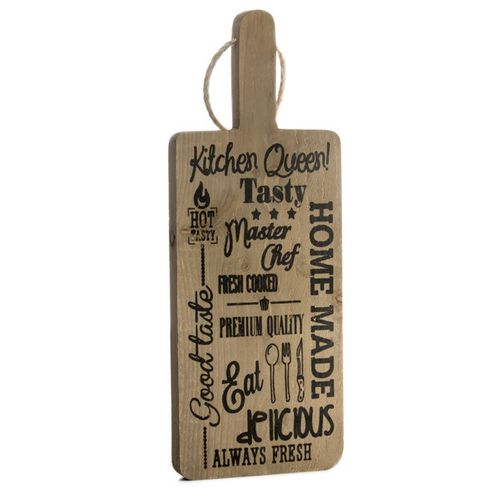 Kitchen Queen!
Tasty
HOT
TASTY
Master
Chef
HOME MADE
FRESH COOKED
PREMIUM QUALITY
Good taste
Eat
delicious
ALWAYS FRESH